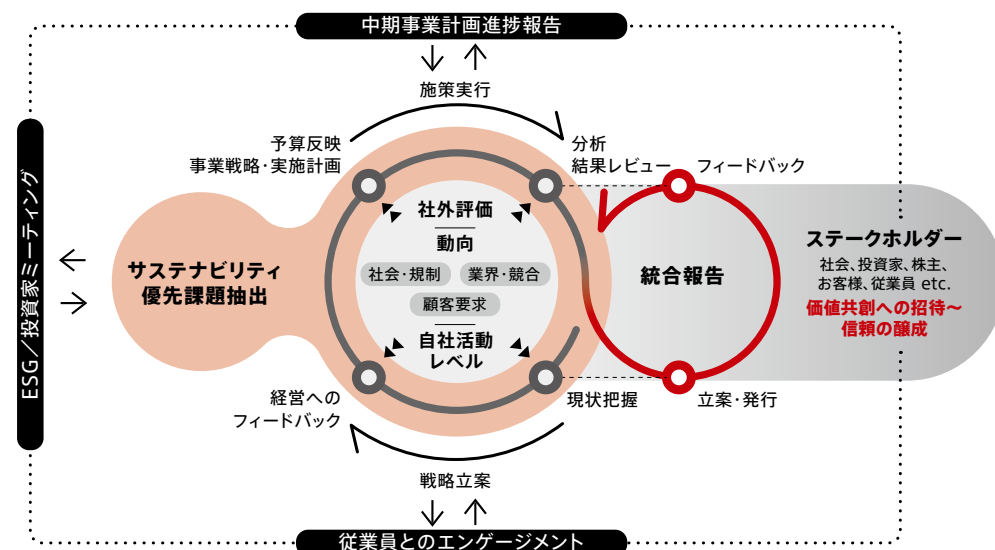 中期事業計画進捗報告
施策実行
予算反映
事業戦略・実施計画
分析
結果レビュー
フィードバック
ESG／投資家ミーティング
サステナビリティ
優先課題抽出
社外評価
動向
社会・規制
業界・競合
顧客要求
自社活動
レベル
統合報告
ステークホルダー
社会、投資家、株主、
お客様、従業員 etc.
価値共創への招待～
信頼の醸成
経営への
フィードバック
現状把握
立案・発行
戦略立案
従業員とのエンゲージメント